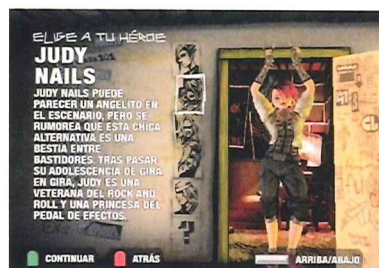 ELIGE A TU HÉROE
JUDY
NAILS
JUDY NAILS PUEDE
PARECER UN ANGELITO EN
EL ESCENARIO, PERO SE
RUMOREA QUE ESTA CHICA
ALTERNATIVA ES UNA
BESTIA ENTRE
BASTIDORES. TRAS PASAR
SU ADOLESCENCIA DE GIRA
EN GIRA, JUDY ES UNA
VETERANA DEL ROCK AND
ROLL Y UNA PRINCESA DEL
PEDAL DE EFECTOS.
?
CONTINUAR ATRÁS ARRIBA/ABAJO